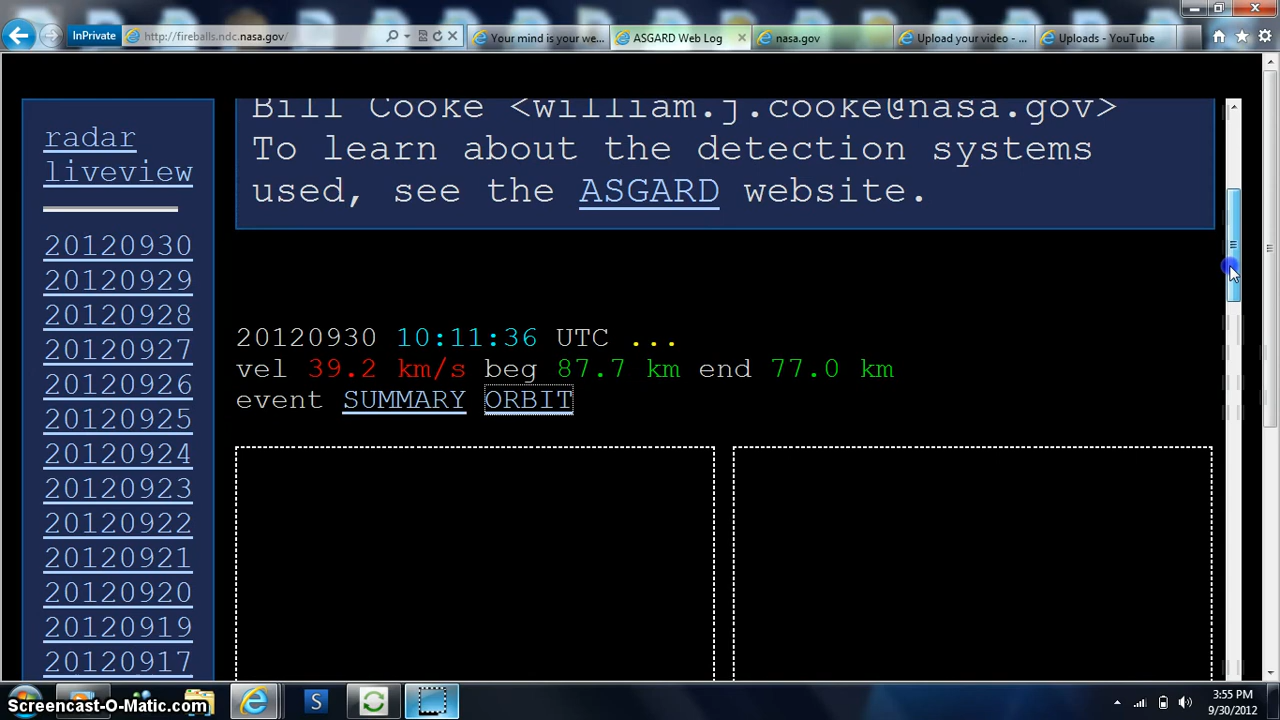 InPrivate
http://fireballs.ndc.nasa.gov/
Your mind is your we...
ASGARD Web Log
nasa.gov
Upload your video - ...
Uploads - YouTube
Bill Cooke <william.j.cooke@nasa.gov>
To learn about the detection systems
used, see the ASGARD website.
radar
liveview
20120930
20120929
20120928
20120927
20120926
20120925
20120924
20120923
20120922
20120921
20120920
20120919
20120917
20120930 10:11:36 UTC ...
vel 39.2 km/s beg 87.7 km end 77.0 km
event SUMMARY ORBIT
S
3:55 PM
9/30/2012
Screencast-O-Matic.com